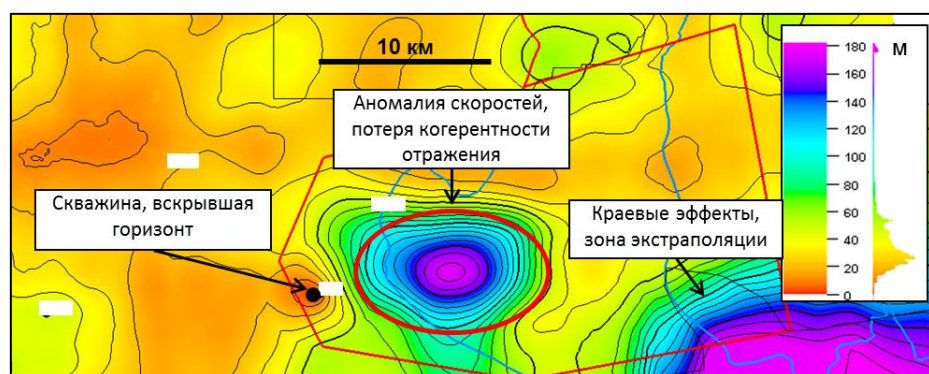 10 км
Аномалия скоростей,
потеря когерентности
отражения
Скважина, вскрывшая
горизонт
Краевые эффекты,
зона экстраполяции
м
180
160
140
120
100
80
60
40
20
0